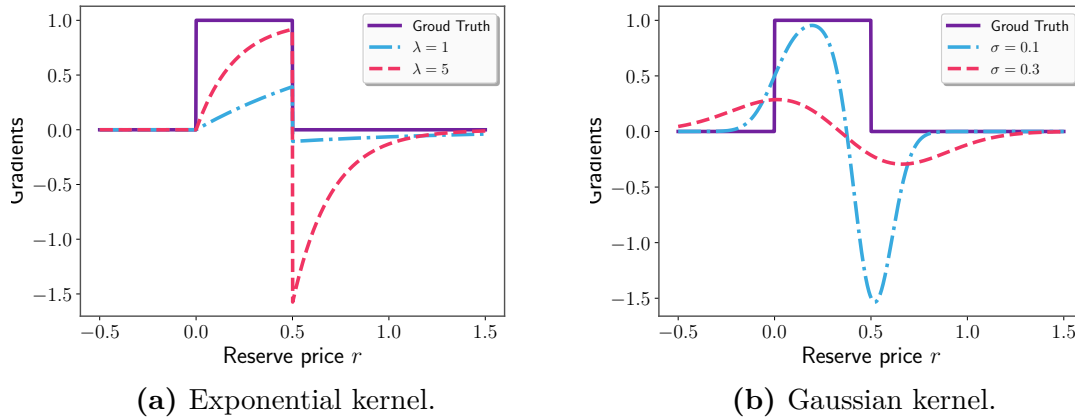 1.0
0.5
0.0
−0.5
−1.0
−1.5
Gradients
−0.5 0.0 0.5 1.0 1.5
Reserve price r
Groud Truth
λ = 1
λ = 5
(a) Exponential kernel.
1.0
0.5
0.0
−0.5
−1.0
−1.5
Gradients
−0.5 0.0 0.5 1.0 1.5
Reserve price r
Groud Truth
σ = 0.1
σ = 0.3
(b) Gaussian kernel.